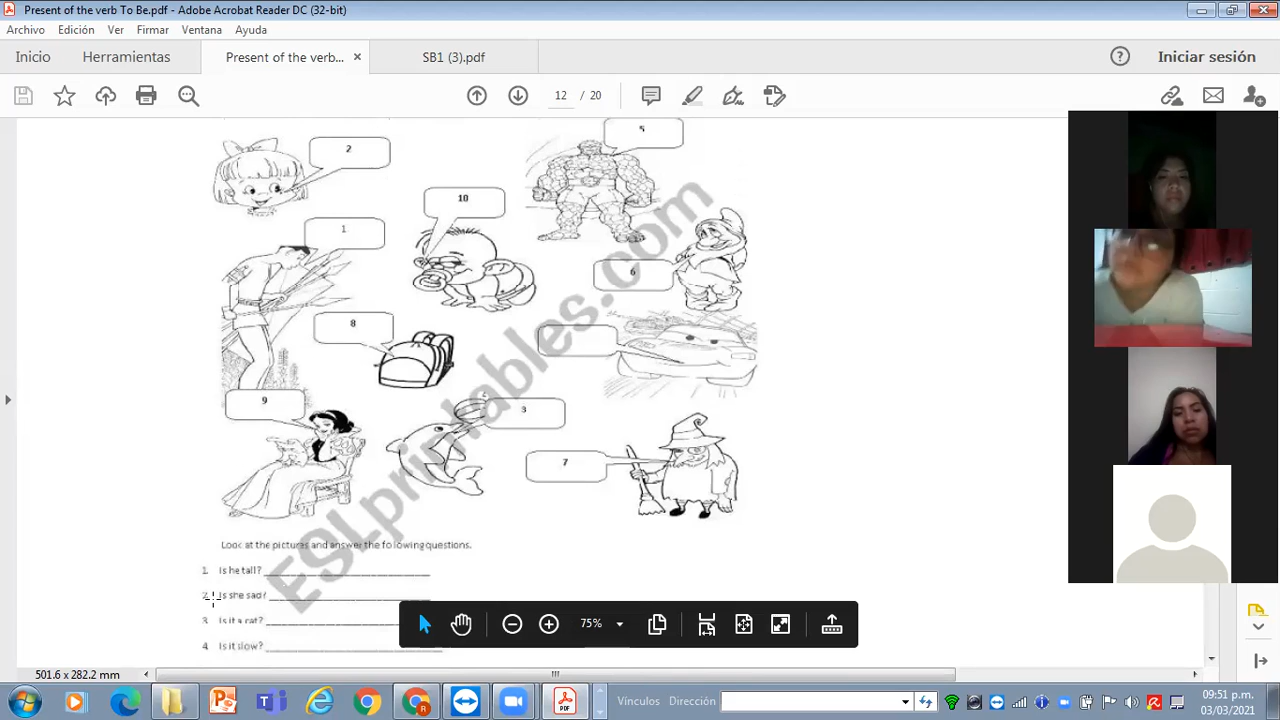 Present of the verb To Be.pdf - Adobe Acrobat Reader DC (32-bit)
Archivo Edición Ver Firmar Ventana Ayuda
Inicio Herramientas Present of the verb... × SB1 (3).pdf Iniciar sesión
12 / 20
2
5
10
1
6
8
9
3
7
ESLprintables.com
Look at the pictures and answer the following questions.
1. Is he tall?
2. Is she sad?
3 Is it a cat?
4 Is it slow?
75%
501.6 x 282.2 mm
Vínculos Dirección
09:51 p.m.
03/03/2021